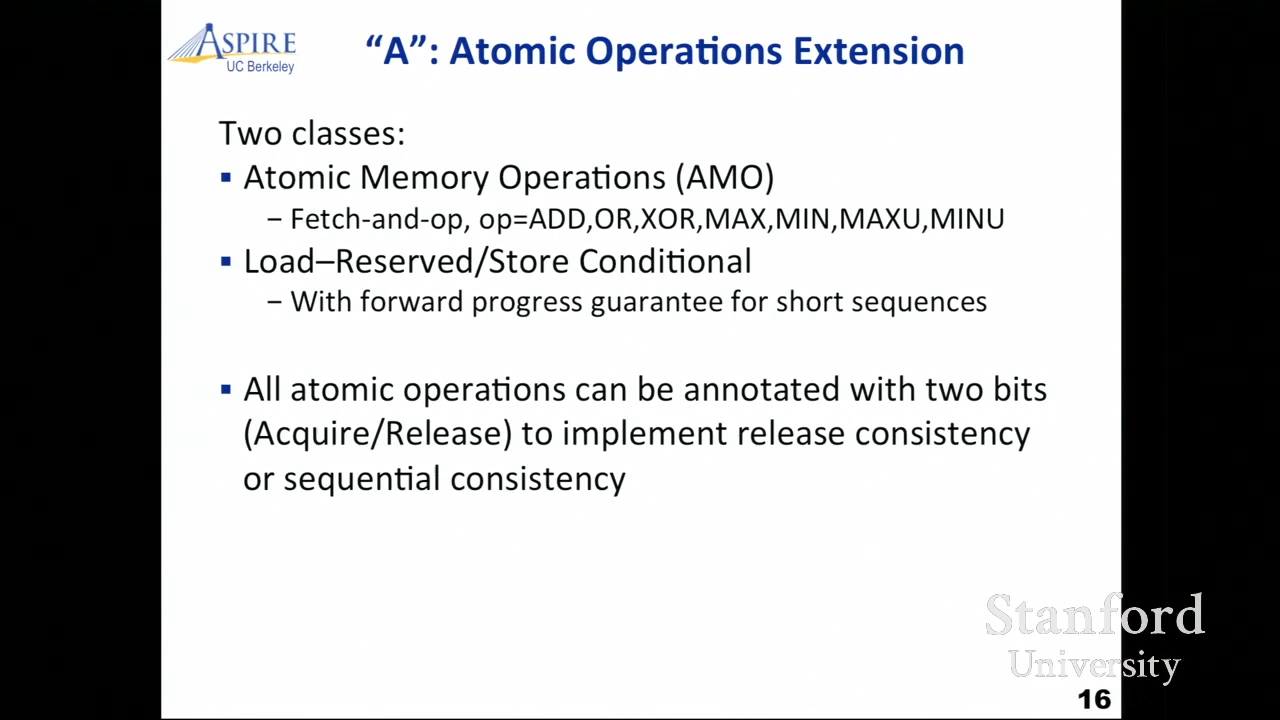 ASPIRE
UC Berkeley
“A”: Atomic Operations Extension
Two classes:
▪ Atomic Memory Operations (AMO)
– Fetch-and-op, op=ADD,OR,XOR,MAX,MIN,MAXU,MINU
▪ Load–Reserved/Store Conditional
– With forward progress guarantee for short sequences
▪ All atomic operations can be annotated with two bits
(Acquire/Release) to implement release consistency
or sequential consistency
Stanford
University
16